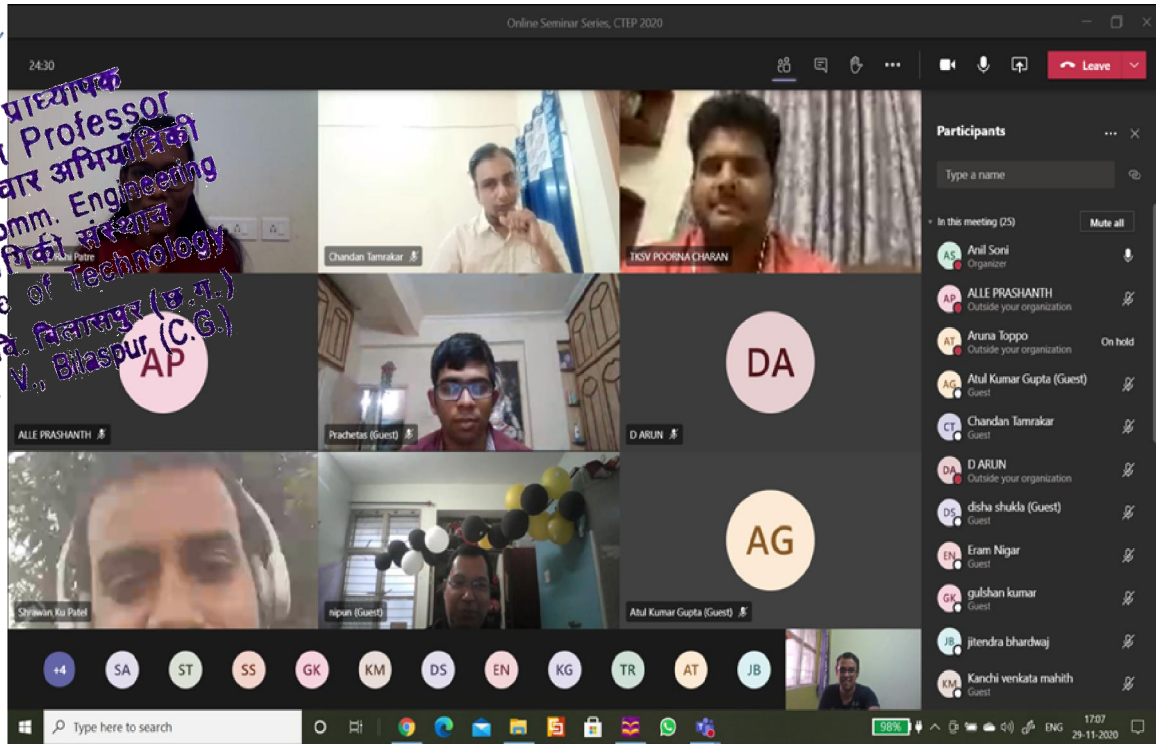 Online Seminar Series, CTEP 2020
24:30
Leave
प्राध्यापक
Professor
चार अभियांत्रिकी
omm. Engineering
गिकी संस्थान
of Technology
वि. बिलासपुर (छ.ग.)
V., Bilaspur (C.G.)
Patre
Chandan Tamrakar
TKSV POORNA CHARAN
AP
DA
ALLE PRASHANTH
Prachetas (Guest)
D ARUN
AG
Shrawan Ku Patel
nipun (Guest)
Atul Kumar Gupta (Guest)
+4 SA ST SS GK KM DS EN KG TR AT JB
Participants
Type a name
In this meeting (25) Mute all
AS Anil Soni
Organizer
AP ALLE PRASHANTH
Outside your organization
AT Aruna Toppo On hold
Outside your organization
AG Atul Kumar Gupta (Guest)
Guest
CT Chandan Tamrakar
Guest
DA D ARUN
Outside your organization
DS disha shukla (Guest)
Guest
EN Eram Nigar
Guest
GK gulshan kumar
Guest
JB jitendra bhardwaj
KM Kanchi venkata mahith
Guest
Type here to search
98% ENG 17:07
29-11-2020